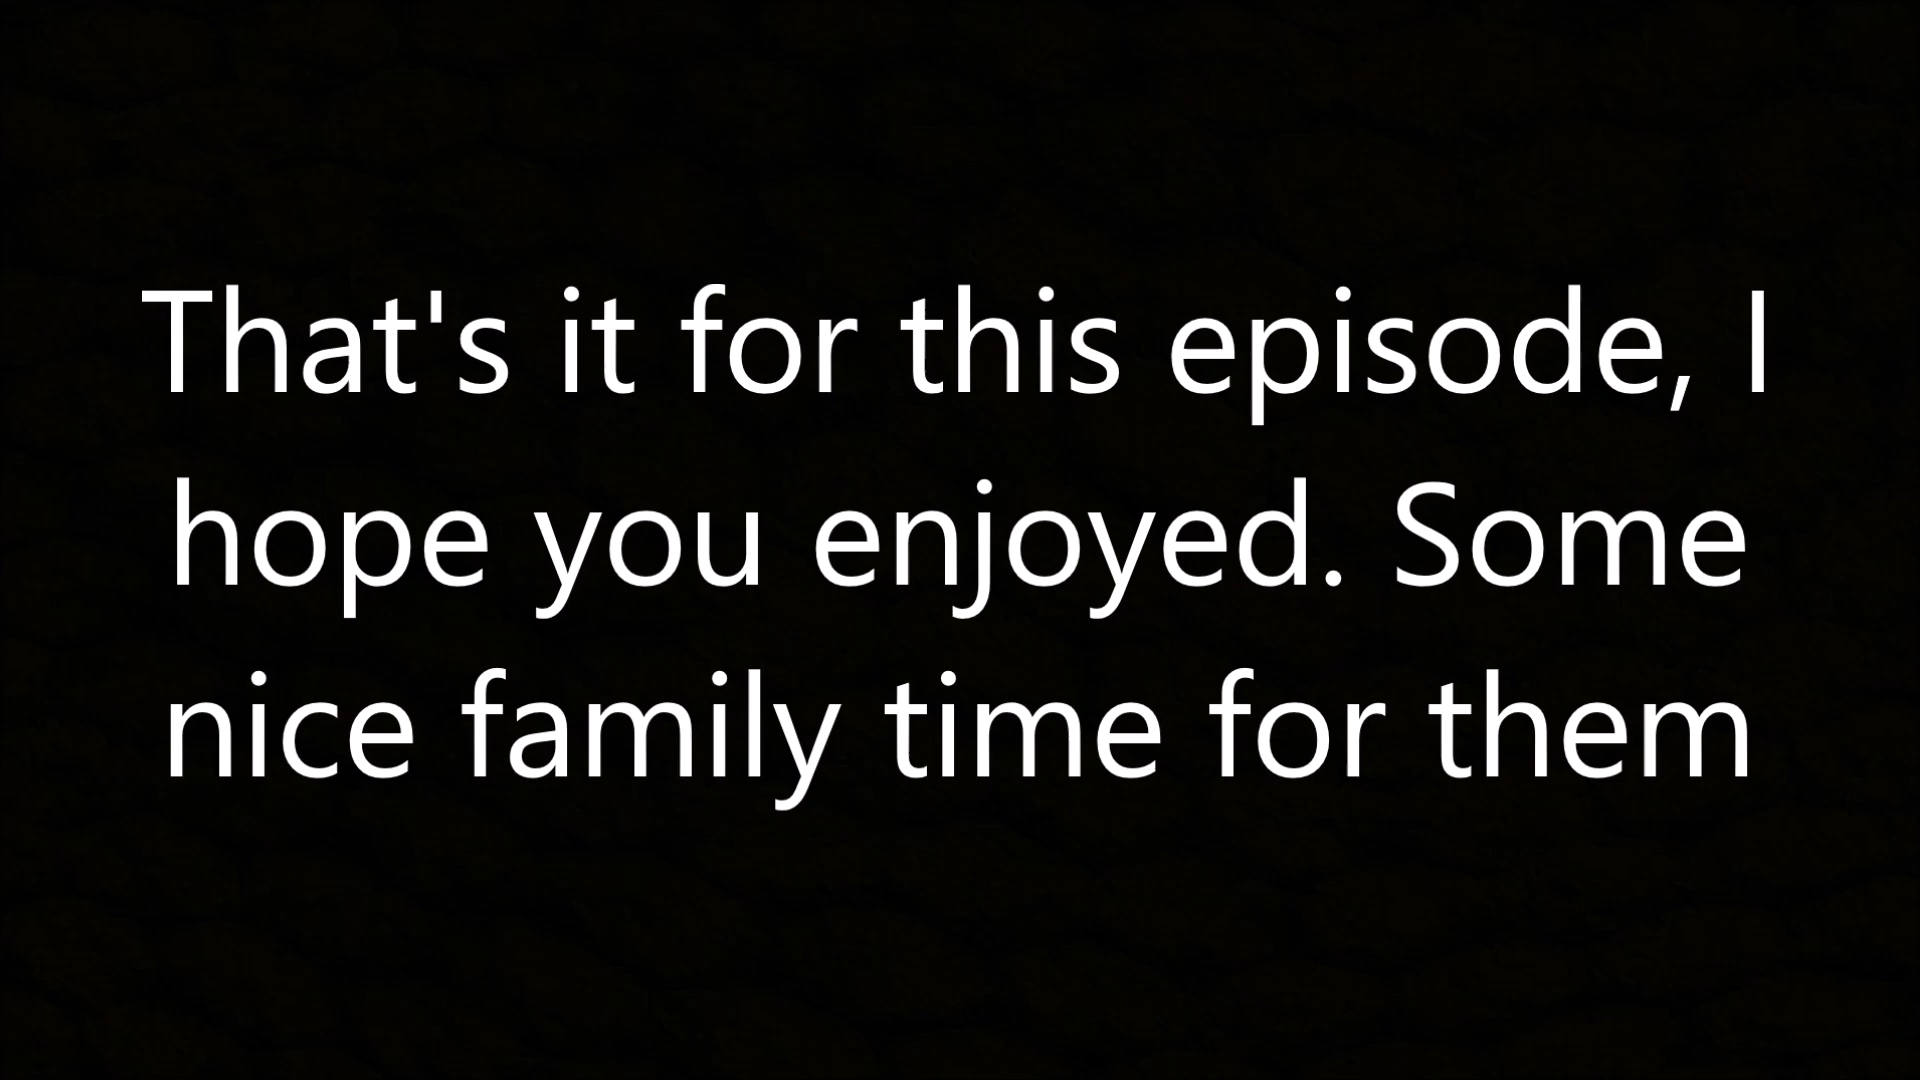 That's it for this episode, I
hope you enjoyed. Some
nice family time for them